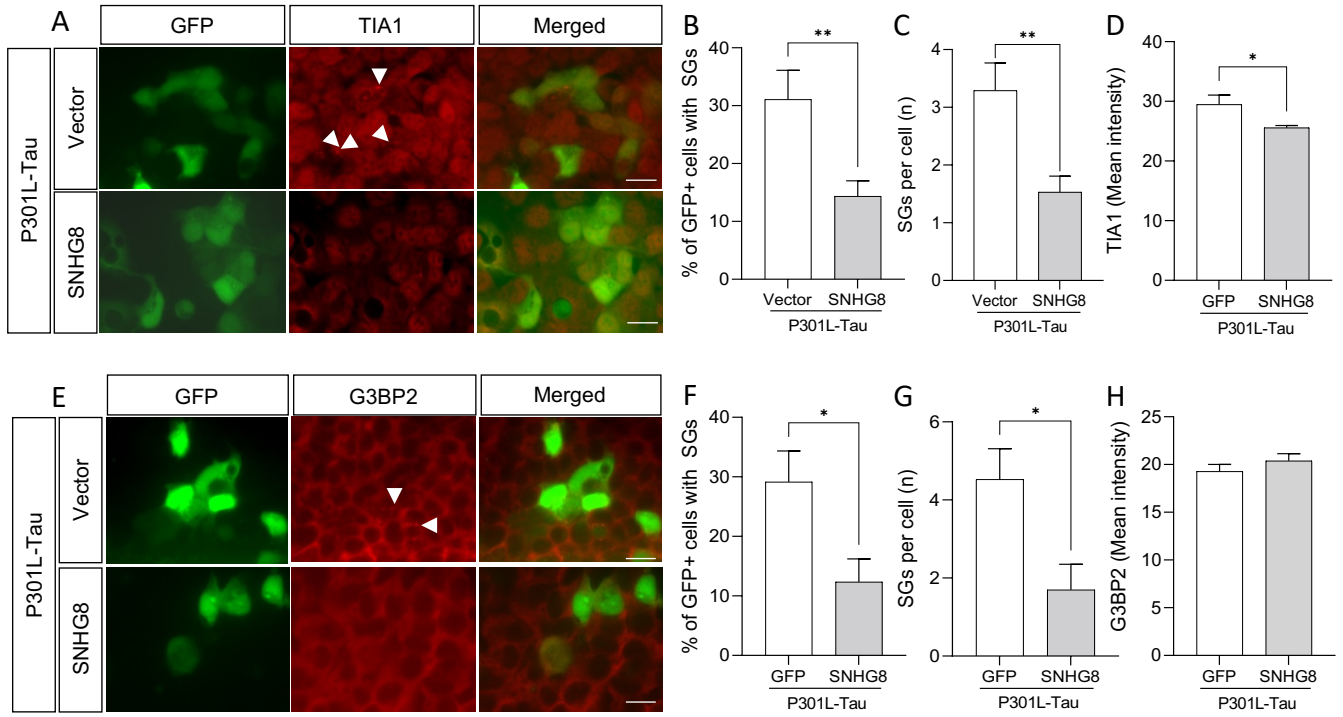 A
GFP
TIA1
Merged
P301L-Tau
Vector
SNHG8
B
% of GFP+ cells with SGs
40
30
20
10
0
**
Vector
SNHG8
P301L-Tau
C
SGs per cell (n)
4
3
2
1
0
**
Vector
SNHG8
P301L-Tau
D
TIA1 (Mean intensity)
40
30
20
10
0
*
GFP
SNHG8
P301L-Tau
E
GFP
G3BP2
Merged
P301L-Tau
Vector
SNHG8
F
% of GFP+ cells with SGs
40
30
20
10
0
*
GFP
SNHG8
P301L-Tau
G
SGs per cell (n)
6
4
2
0
*
GFP
SNHG8
P301L-Tau
H
G3BP2 (Mean intensity)
25
20
15
10
5
0
GFP
SNHG8
P301L-Tau